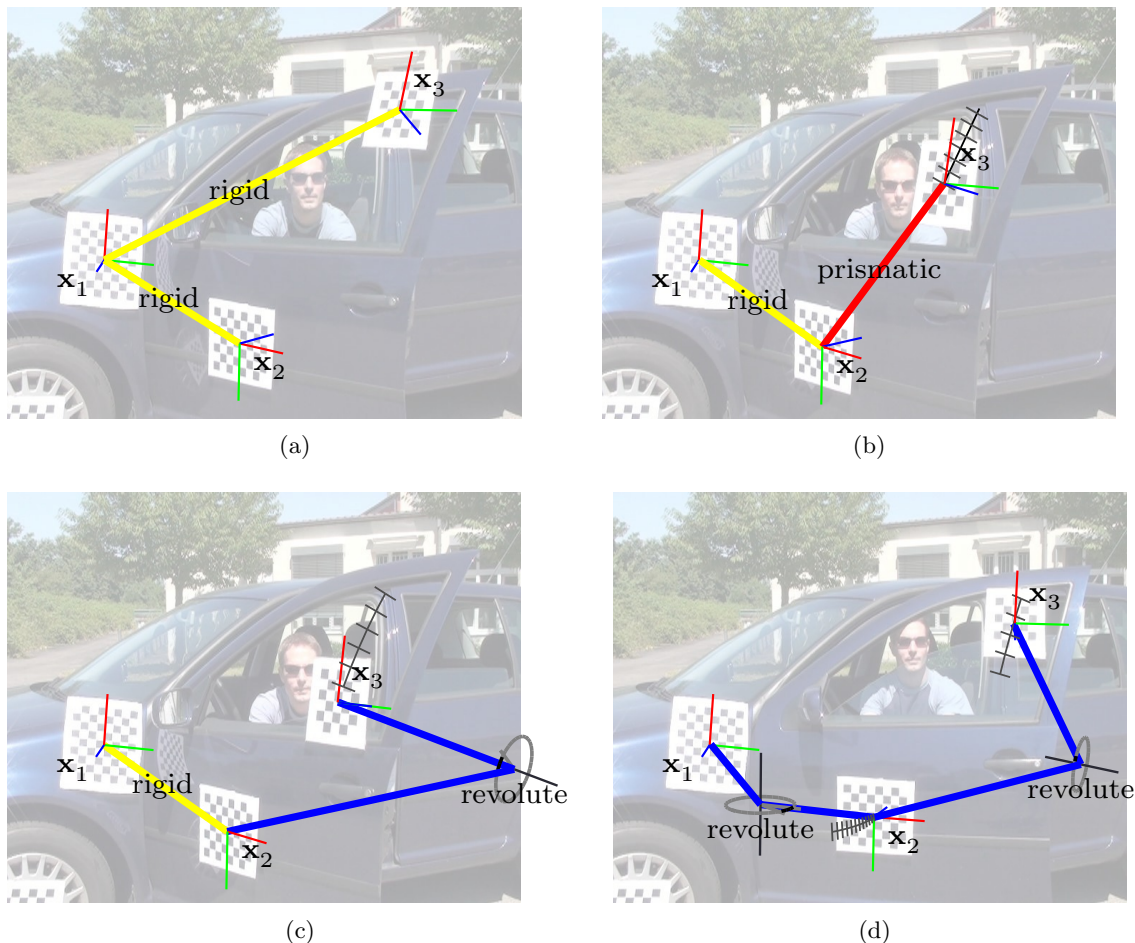 x3
rigid
x1
rigid
x2
(a)
x3
prismatic
x1
rigid
x2
(b)
x3
x1
rigid
revolute
x2
(c)
x3
x1
revolute
revolute
x2
(d)